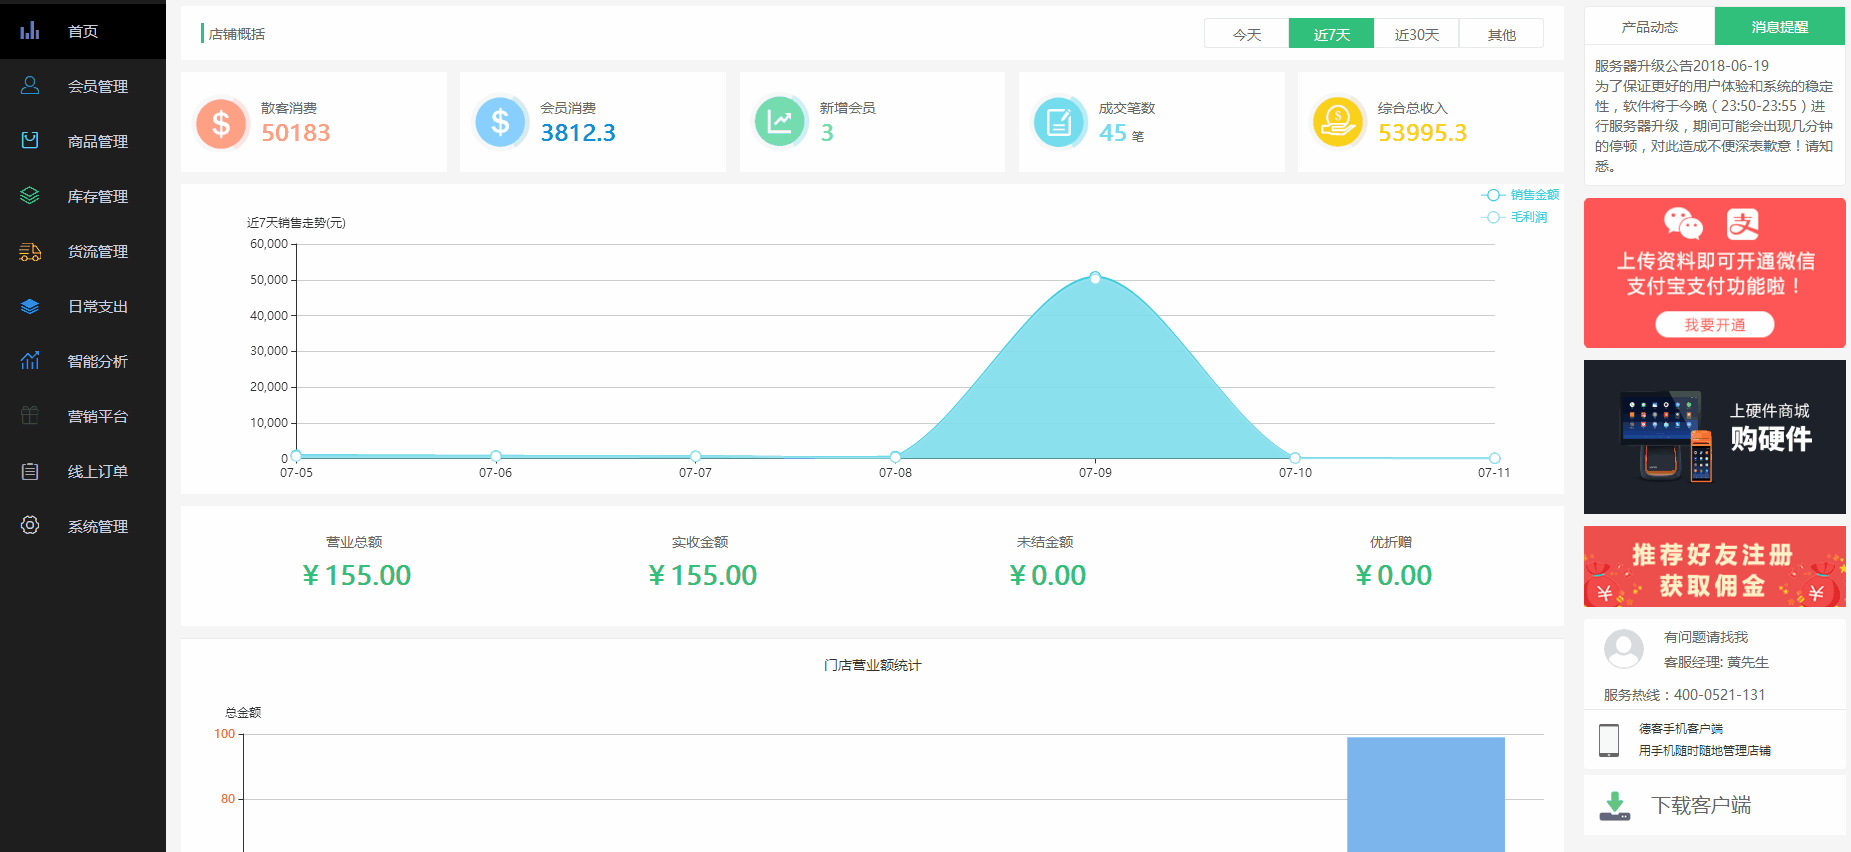 首页
会员管理
商品管理
库存管理
货流管理
日常支出
智能分析
营销平台
线上订单
系统管理
店铺概括
今天
近7天
近30天
其他
散客消费
50183
会员消费
3812.3
新增会员
3
成交笔数
45 笔
综合总收入
53995.3
销售金额
毛利润
近7天销售走势(元)
60,000
50,000
40,000
30,000
20,000
10,000
0
07-05
07-06
07-07
07-08
07-09
07-10
07-11
营业总额
¥ 155.00
实收金额
¥ 155.00
未结金额
¥ 0.00
优折赠
¥ 0.00
门店营业额统计
总金额
100
80
产品动态
消息提醒
服务器升级公告2018-06-19
为了保证更好的用户体验和系统的稳定
性，软件将于今晚（23:50-23:55）进
行服务器升级，期间可能会出现几分钟
的停顿，对此造成不便深表歉意！请知
悉。
支
上传资料即可开通微信
支付宝支付功能啦！
我要开通
上硬件商城
购硬件
推荐好友注册
获取佣金
有问题请找我
客服经理: 黄先生
服务热线：400-0521-131
德客手机客户端
用手机随时随地管理店铺
下载客户端